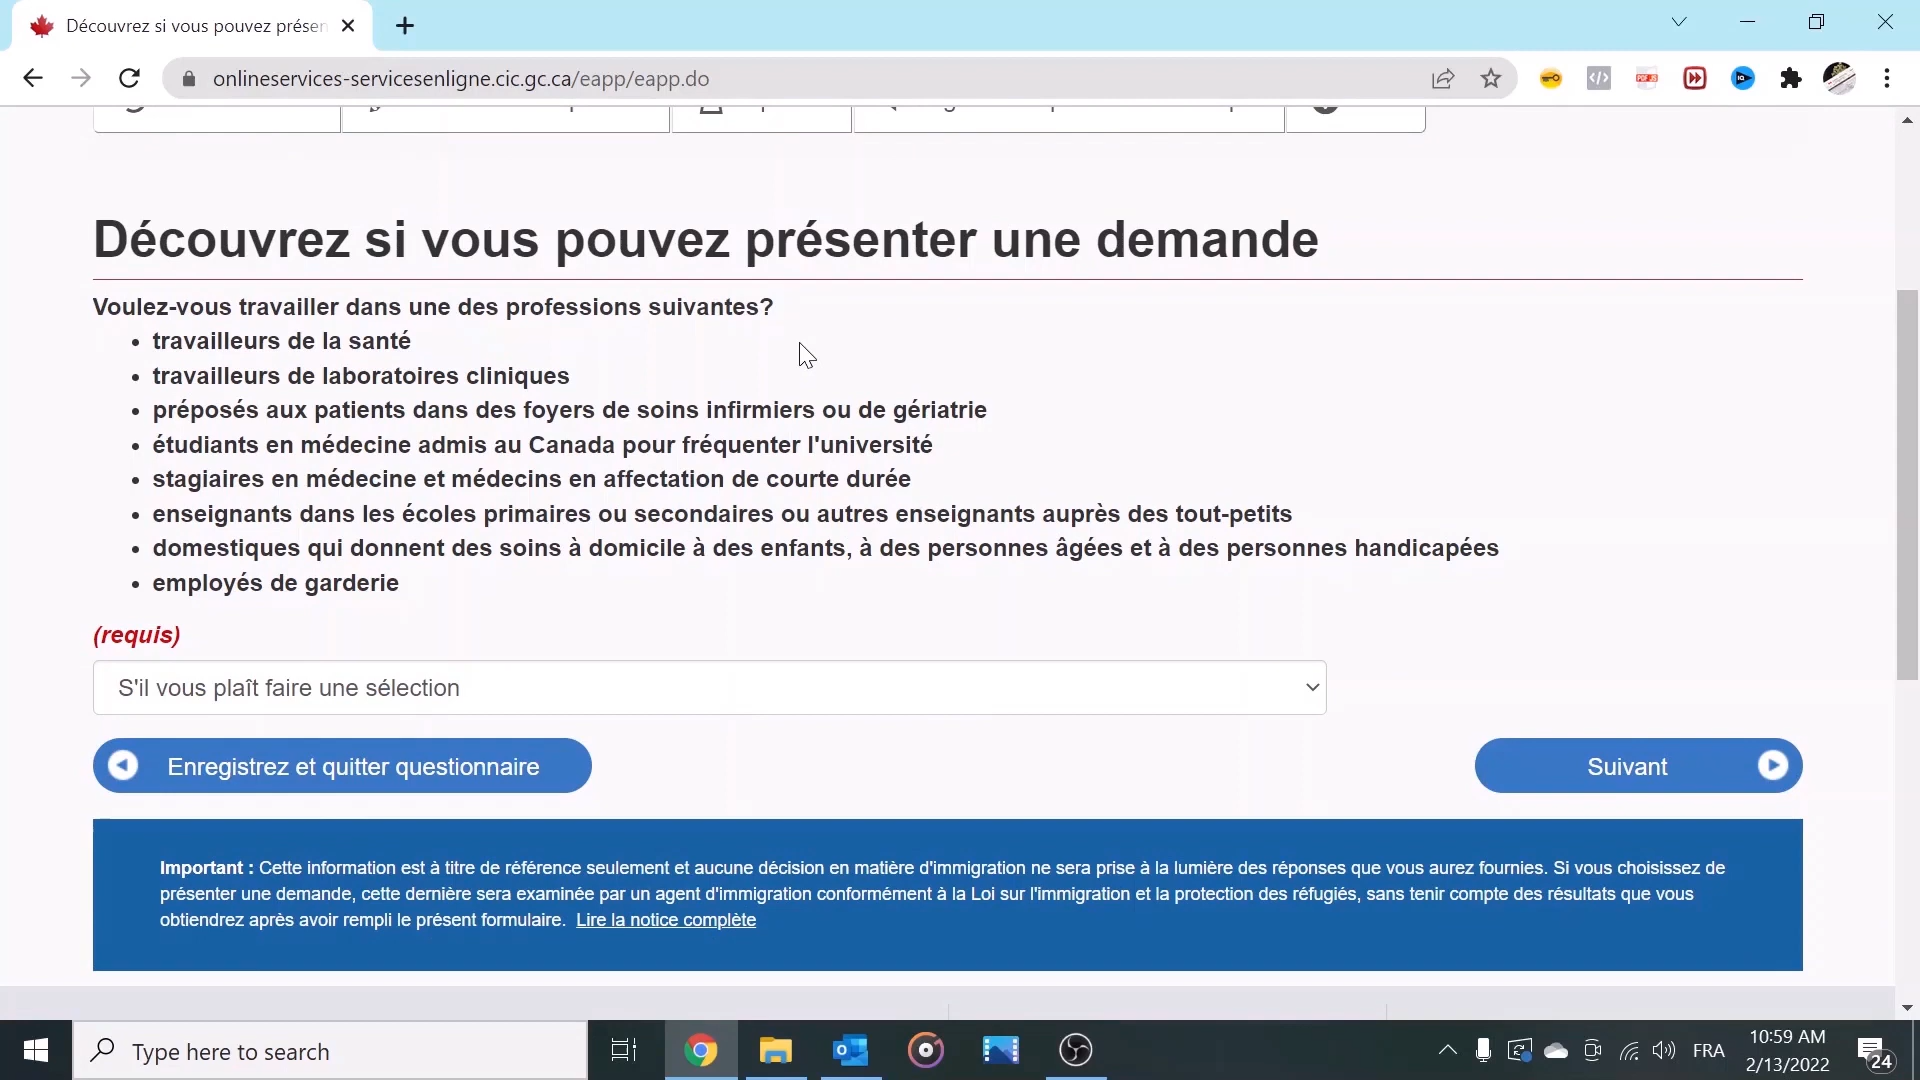 Découvrez si vous pouvez présen
onlineservices-servicesenligne.cic.gc.ca/eapp/eapp.do
Découvrez si vous pouvez présenter une demande
Voulez-vous travailler dans une des professions suivantes?
• travailleurs de la santé
• travailleurs de laboratoires cliniques
• préposés aux patients dans des foyers de soins infirmiers ou de gériatrie
• étudiants en médecine admis au Canada pour fréquenter l'université
• stagiaires en médecine et médecins en affectation de courte durée
• enseignants dans les écoles primaires ou secondaires ou autres enseignants auprès des tout-petits
• domestiques qui donnent des soins à domicile à des enfants, à des personnes âgées et à des personnes handicapées
• employés de garderie
(requis)
S'il vous plaît faire une sélection
Enregistrez et quitter questionnaire
Suivant
Important : Cette information est à titre de référence seulement et aucune décision en matière d'immigration ne sera prise à la lumière des réponses que vous aurez fournies. Si vous choisissez de
présenter une demande, cette dernière sera examinée par un agent d'immigration conformément à la Loi sur l'immigration et la protection des réfugiés, sans tenir compte des résultats que vous
obtiendrez après avoir rempli le présent formulaire. Lire la notice complète
Type here to search
FRA
10:59 AM
2/13/2022
24